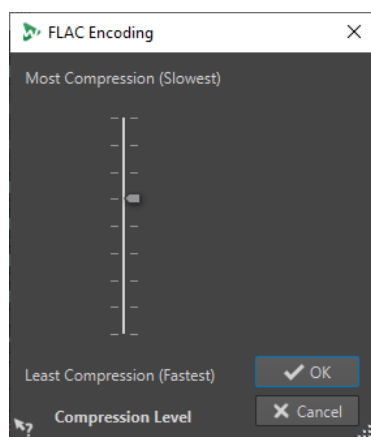 FLAC Encoding
Most Compression (Slowest)
Least Compression (Fastest)
OK
Compression Level
Cancel